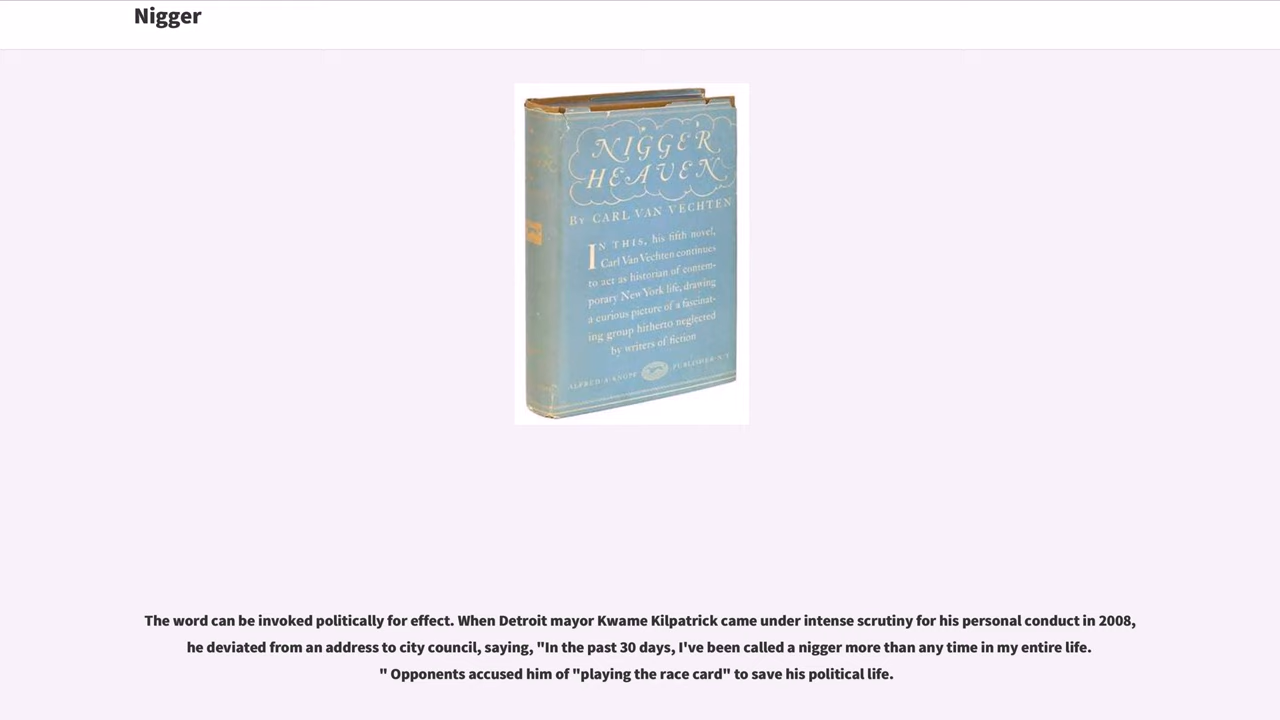 Nigger
NIGGER
HEAVEN
By CARL VAN VECHTEN
IN THIS, his fifth novel,
Carl Van Vechten continues
to act as historian of contem-
porary New York life, drawing
a curious picture of a fascinat-
ing group hitherto neglected
by writers of fiction
ALFRED A KNOPF PUBLISHER N.Y.
The word can be invoked politically for effect. When Detroit mayor Kwame Kilpatrick came under intense scrutiny for his personal conduct in 2008,
he deviated from an address to city council, saying, "In the past 30 days, I've been called a nigger more than any time in my entire life.
" Opponents accused him of "playing the race card" to save his political life.